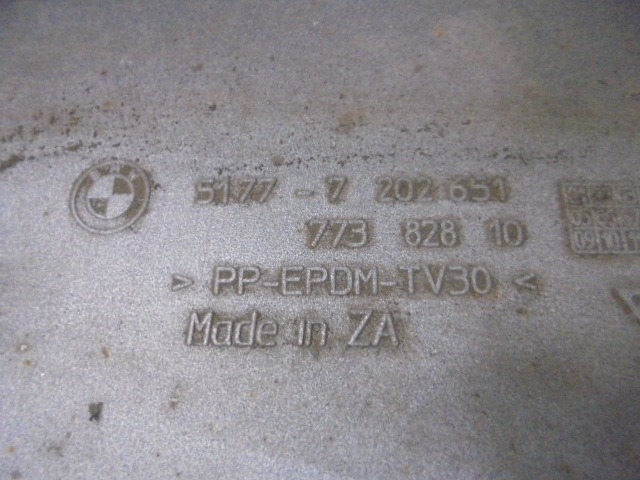 5177 - 7 202 651
773 828 10
> PP-EPDM-TV30 <
Made in ZA